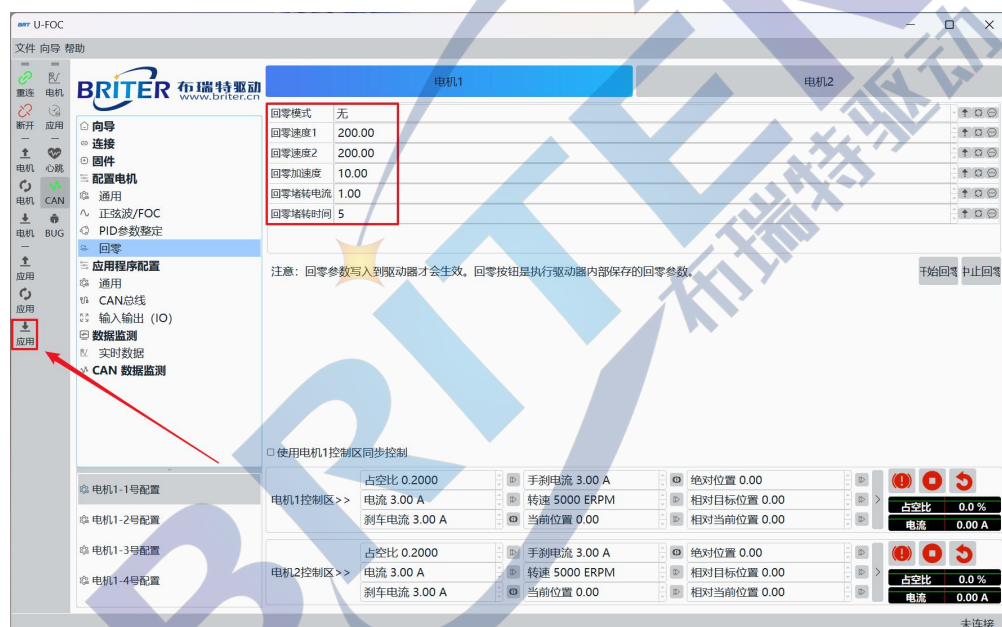 BRT U-FOC
文件 向导 帮助
重连 电机
断开 应用
电机 心跳
电机 CAN
电机 BUG
应用
应用
应用
BRITER 布瑞特驱动
www.briter.cn
向导
连接
固件
配置电机
通用
正弦波/FOC
PID参数整定
回零
应用程序配置
通用
CAN总线
输入输出（IO）
数据监测
实时数据
CAN 数据监测
电机1-1号配置
电机1-2号配置
电机1-3号配置
电机1-4号配置
电机1 电机2
回零模式 无
回零速度1 200.00
回零速度2 200.00
回零加速度 10.00
回零堵转电流 1.00
回零堵转时间 5
注意：回零参数写入到驱动器才会生效。回零按钮是执行驱动器内部保存的回零参数。
开始回零 中止回零
使用电机1控制区同步控制
电机1控制区>>
占空比 0.2000 手刹电流 3.00 A 绝对位置 0.00
电流 3.00 A 转速 5000 ERPM 相对目标位置 0.00
刹车电流 3.00 A 当前位置 0.00 相对当前位置 0.00
占空比 0.0 %
电流 0.00 A
电机2控制区>>
占空比 0.2000 手刹电流 3.00 A 绝对位置 0.00
电流 3.00 A 转速 5000 ERPM 相对目标位置 0.00
刹车电流 3.00 A 当前位置 0.00 相对当前位置 0.00
占空比 0.0 %
电流 0.00 A
未连接
BRITER
布瑞特驱动